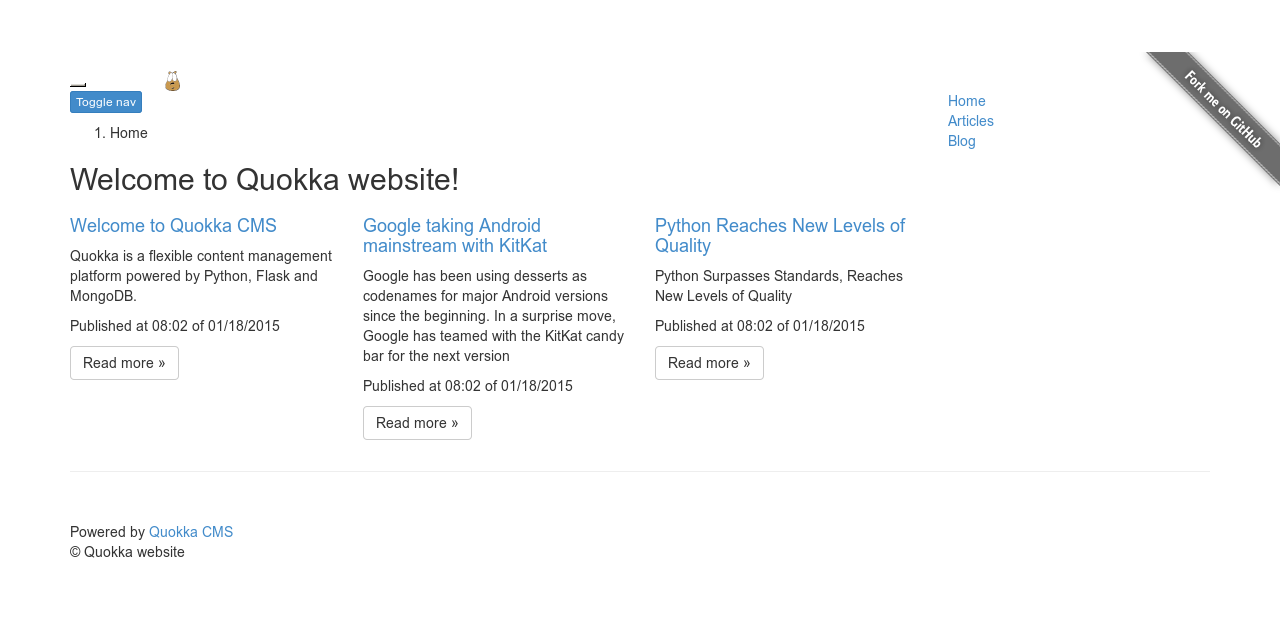 Fork me on GitHub
Toggle nav
1. Home
Home
Articles
Blog
Welcome to Quokka website!
Welcome to Quokka CMS
Quokka is a flexible content management
platform powered by Python, Flask and
MongoDB.
Published at 08:02 of 01/18/2015
Read more »
Google taking Android
mainstream with KitKat
Google has been using desserts as
codenames for major Android versions
since the beginning. In a surprise move,
Google has teamed with the KitKat candy
bar for the next version
Published at 08:02 of 01/18/2015
Read more »
Python Reaches New Levels of
Quality
Python Surpasses Standards, Reaches
New Levels of Quality
Published at 08:02 of 01/18/2015
Read more »
Powered by Quokka CMS
© Quokka website